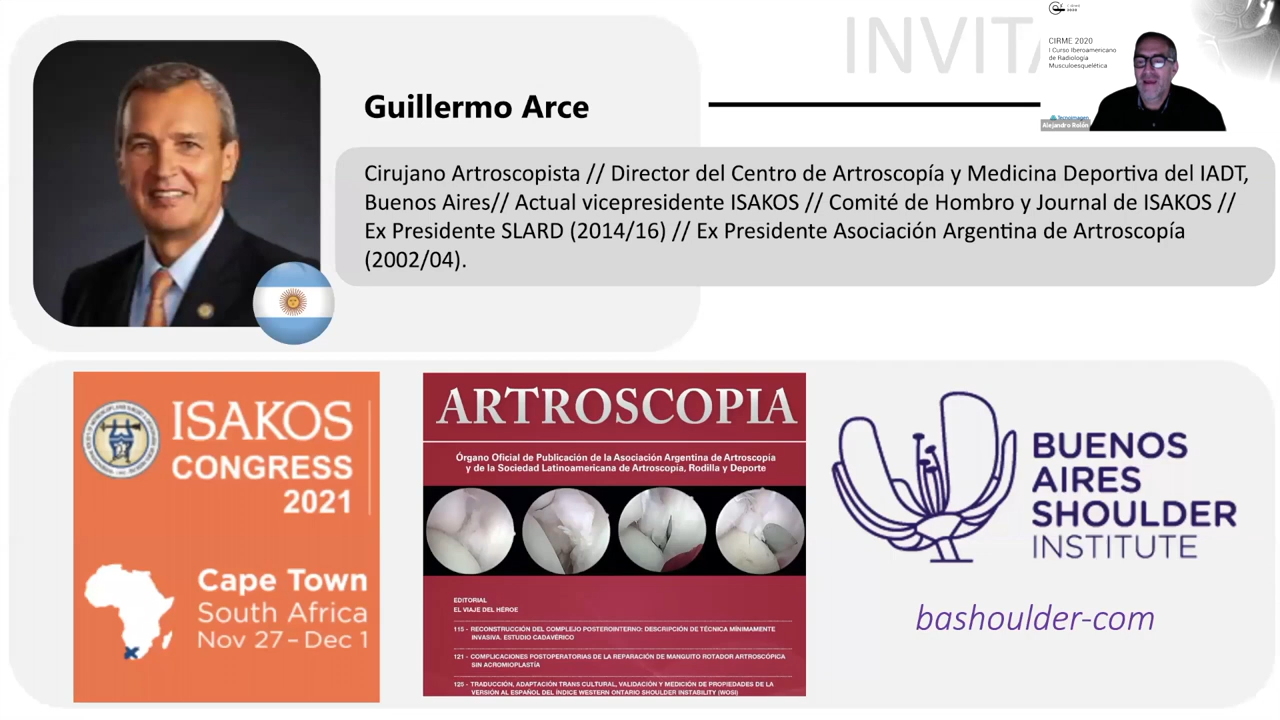 INVITA
CIRME 2020
I Curso Iberoamericano
de Radiología
Musculoesquelética
Tecnoimagen
Alejandro Rolón
Guillermo Arce
Cirujano Artroscopista // Director del Centro de Artroscopía y Medicina Deportiva del IADT,
Buenos Aires// Actual vicepresidente ISAKOS // Comité de Hombro y Journal de ISAKOS //
Ex Presidente SLARD (2014/16) // Ex Presidente Asociación Argentina de Artroscopía
(2002/04).
ISAKOS
CONGRESS
2021
Cape Town
South Africa
Nov 27 – Dec 1
ARTROSCOPIA
Órgano Oficial de Publicación de la Asociación Argentina de Artroscopía
y de la Sociedad Latinoamericana de Artroscopia, Rodilla y Deporte
EDITORIAL
EL VIAJE DEL HÉROE
115 - RECONSTRUCCIÓN DEL COMPLEJO POSTEROINTERNO: DESCRIPCIÓN DE TÉCNICA MÍNIMAMENTE
INVASIVA. ESTUDIO CADAVÉRICO
121 - COMPLICACIONES POSTOPERATORIAS DE LA REPARACIÓN DE MANGUITO ROTADOR ARTROSCÓPICA
SIN ACROMIOPLASTÍA
125 - TRADUCCIÓN, ADAPTACIÓN TRANS CULTURAL, VALIDACIÓN Y MEDICIÓN DE PROPIEDADES DE LA
VERSIÓN AL ESPAÑOL DEL ÍNDICE WESTERN ONTARIO SHOULDER INSTABILITY (WOSI)
BUENOS
AIRES
SHOULDER
INSTITUTE
bashoulder-com